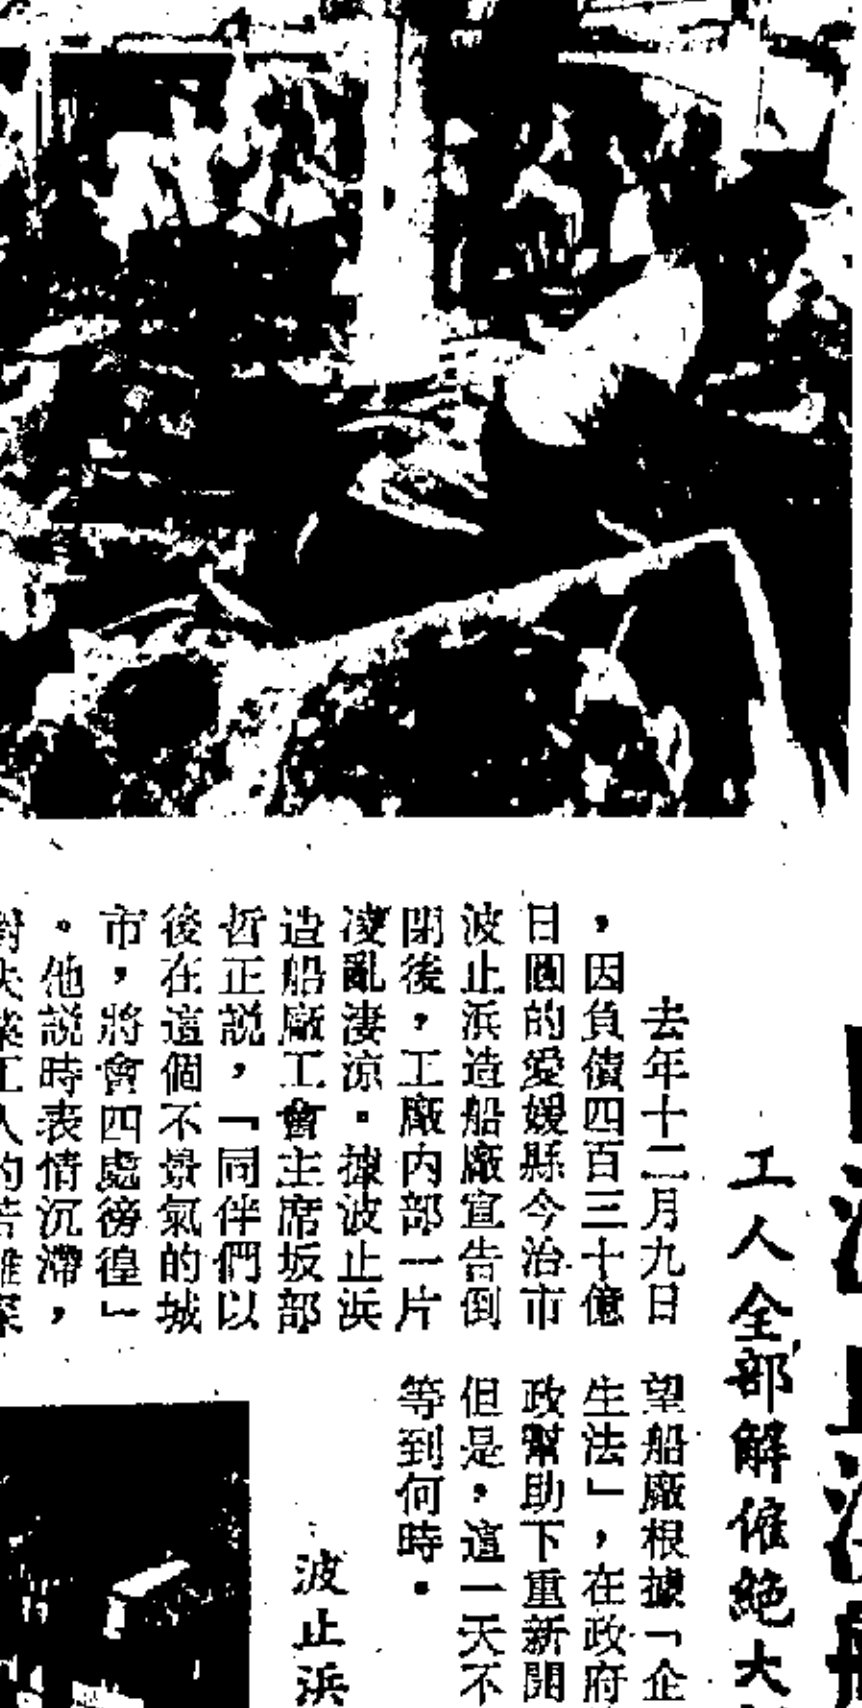 工人全部解僱絕大
去年十二月九日
，因負債四百三十億
日圓的愛媛縣今治市
波止浜造船廠宣告倒
閉後，工廠内部一片
凌亂淒涼。據波止浜
造船廠工會主席坂部
哲正説，「同伴們以
後在這個不景氣的城
市，將會四處徬徨」
。他説時表情沉滯，
望船廠根據「企
生法」，在政府
政幫助下重新開
但是，這一天不
等到何時。
波止浜